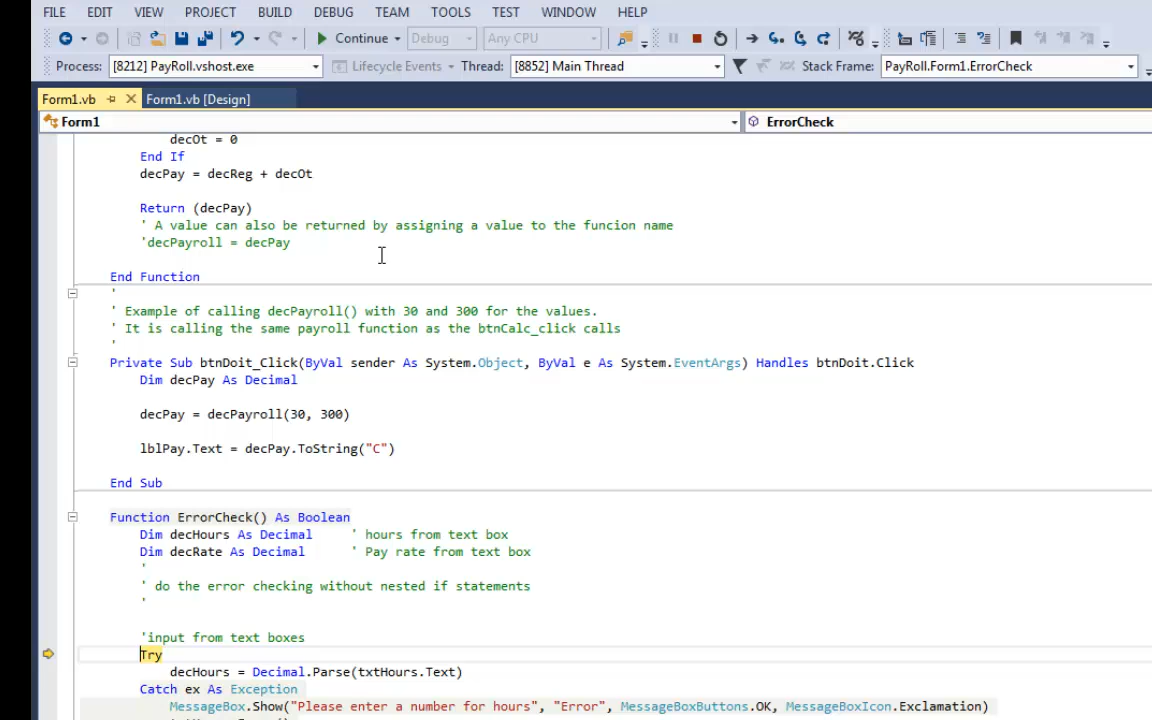 FILE EDIT VIEW PROJECT BUILD DEBUG TEAM TOOLS TEST WINDOW HELP
Continue Debug Any CPU
Process: [8212] PayRoll.vshost.exe Lifecycle Events Thread: [8852] Main Thread Stack Frame: PayRoll.Form1.ErrorCheck
Form1.vb Form1.vb [Design]
Form1 ErrorCheck
decOt = 0
End If
decPay = decReg + decOt
Return (decPay)
' A value can also be returned by assigning a value to the funcion name
'decPayroll = decPay
End Function
'
' Example of calling decPayroll() with 30 and 300 for the values.
' It is calling the same payroll function as the btnCalc_click calls
'
Private Sub btnDoit_Click(ByVal sender As System.Object, ByVal e As System.EventArgs) Handles btnDoit.Click
Dim decPay As Decimal
decPay = decPayroll(30, 300)
lblPay.Text = decPay.ToString("C")
End Sub
Function ErrorCheck() As Boolean
Dim decHours As Decimal ' hours from text box
Dim decRate As Decimal ' Pay rate from text box
'
' do the error checking without nested if statements
'
'input from text boxes
Try
decHours = Decimal.Parse(txtHours.Text)
Catch ex As Exception
MessageBox.Show("Please enter a number for hours", "Error", MessageBoxButtons.OK, MessageBoxIcon.Exclamation)